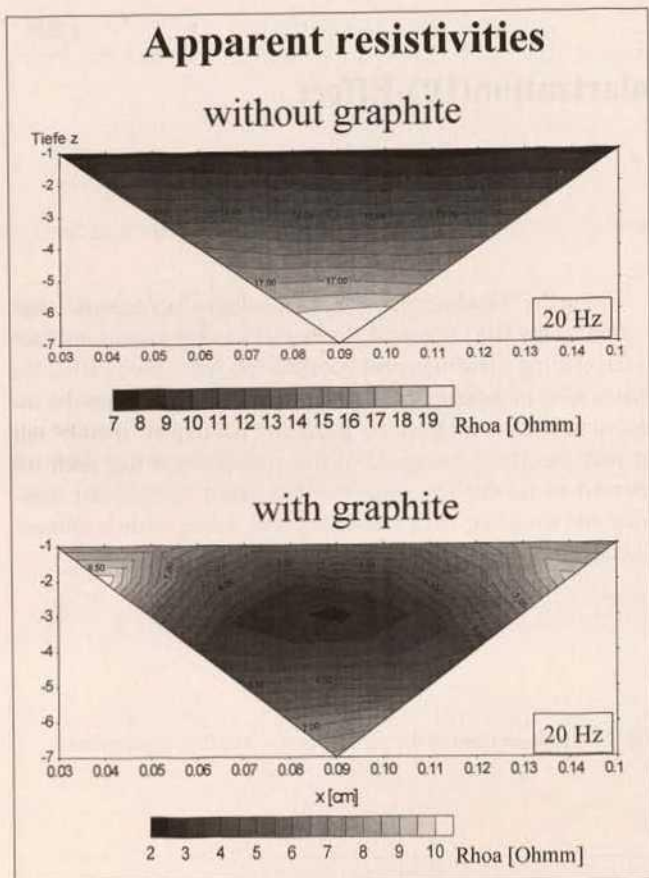 Apparent resistivities
without graphite
Tiefe z
-1
-2
-3
-4
-5
-6
-7
17.00
17.00
20 Hz
0.03 0.04 0.05 0.06 0.07 0.08 0.09 0.10 0.11 0.12 0.13 0.14 0.1
7 8 9 10 11 12 13 14 15 16 17 18 19 Rhoa [Ohmm]
with graphite
-1
-2
-3
-4
-5
-6
-7
20 Hz
0.03 0.04 0.05 0.06 0.07 0.08 0.09 0.10 0.11 0.12 0.13 0.14 0.1
x [cm]
2 3 4 5 6 7 8 9 10 Rhoa [Ohmm]